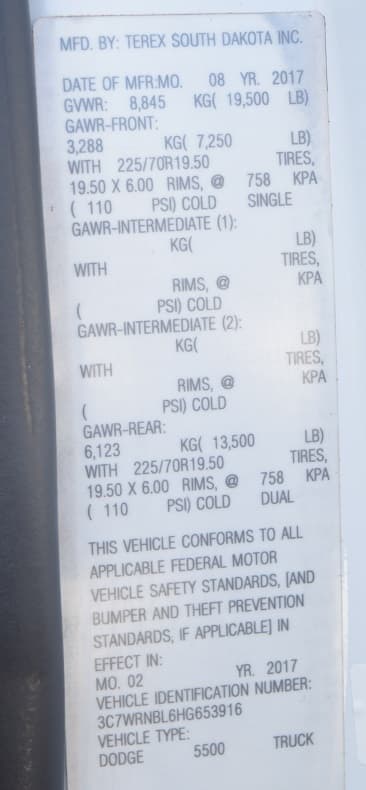 MFD. BY: TEREX SOUTH DAKOTA INC.
DATE OF MFR:MO. 08 YR. 2017
GVWR: 8,845 KG( 19,500 LB)
GAWR-FRONT:
3,288 KG( 7,250 LB)
WITH 225/70R19.50 TIRES,
19.50 X 6.00 RIMS, @ 758 KPA
( 110 PSI) COLD SINGLE
GAWR-INTERMEDIATE (1):
KG( LB)
WITH TIRES,
RIMS, @ KPA
( PSI) COLD
GAWR-INTERMEDIATE (2):
KG( LB)
WITH TIRES,
RIMS, @ KPA
( PSI) COLD
GAWR-REAR:
6,123 KG( 13,500 LB)
WITH 225/70R19.50 TIRES,
19.50 X 6.00 RIMS, @ 758 KPA
( 110 PSI) COLD DUAL
THIS VEHICLE CONFORMS TO ALL
APPLICABLE FEDERAL MOTOR
VEHICLE SAFETY STANDARDS, [AND
BUMPER AND THEFT PREVENTION
STANDARDS, IF APPLICABLE] IN
EFFECT IN:
MO. 02 YR. 2017
VEHICLE IDENTIFICATION NUMBER:
3C7WRNBL6HG653916
VEHICLE TYPE:
DODGE 5500 TRUCK